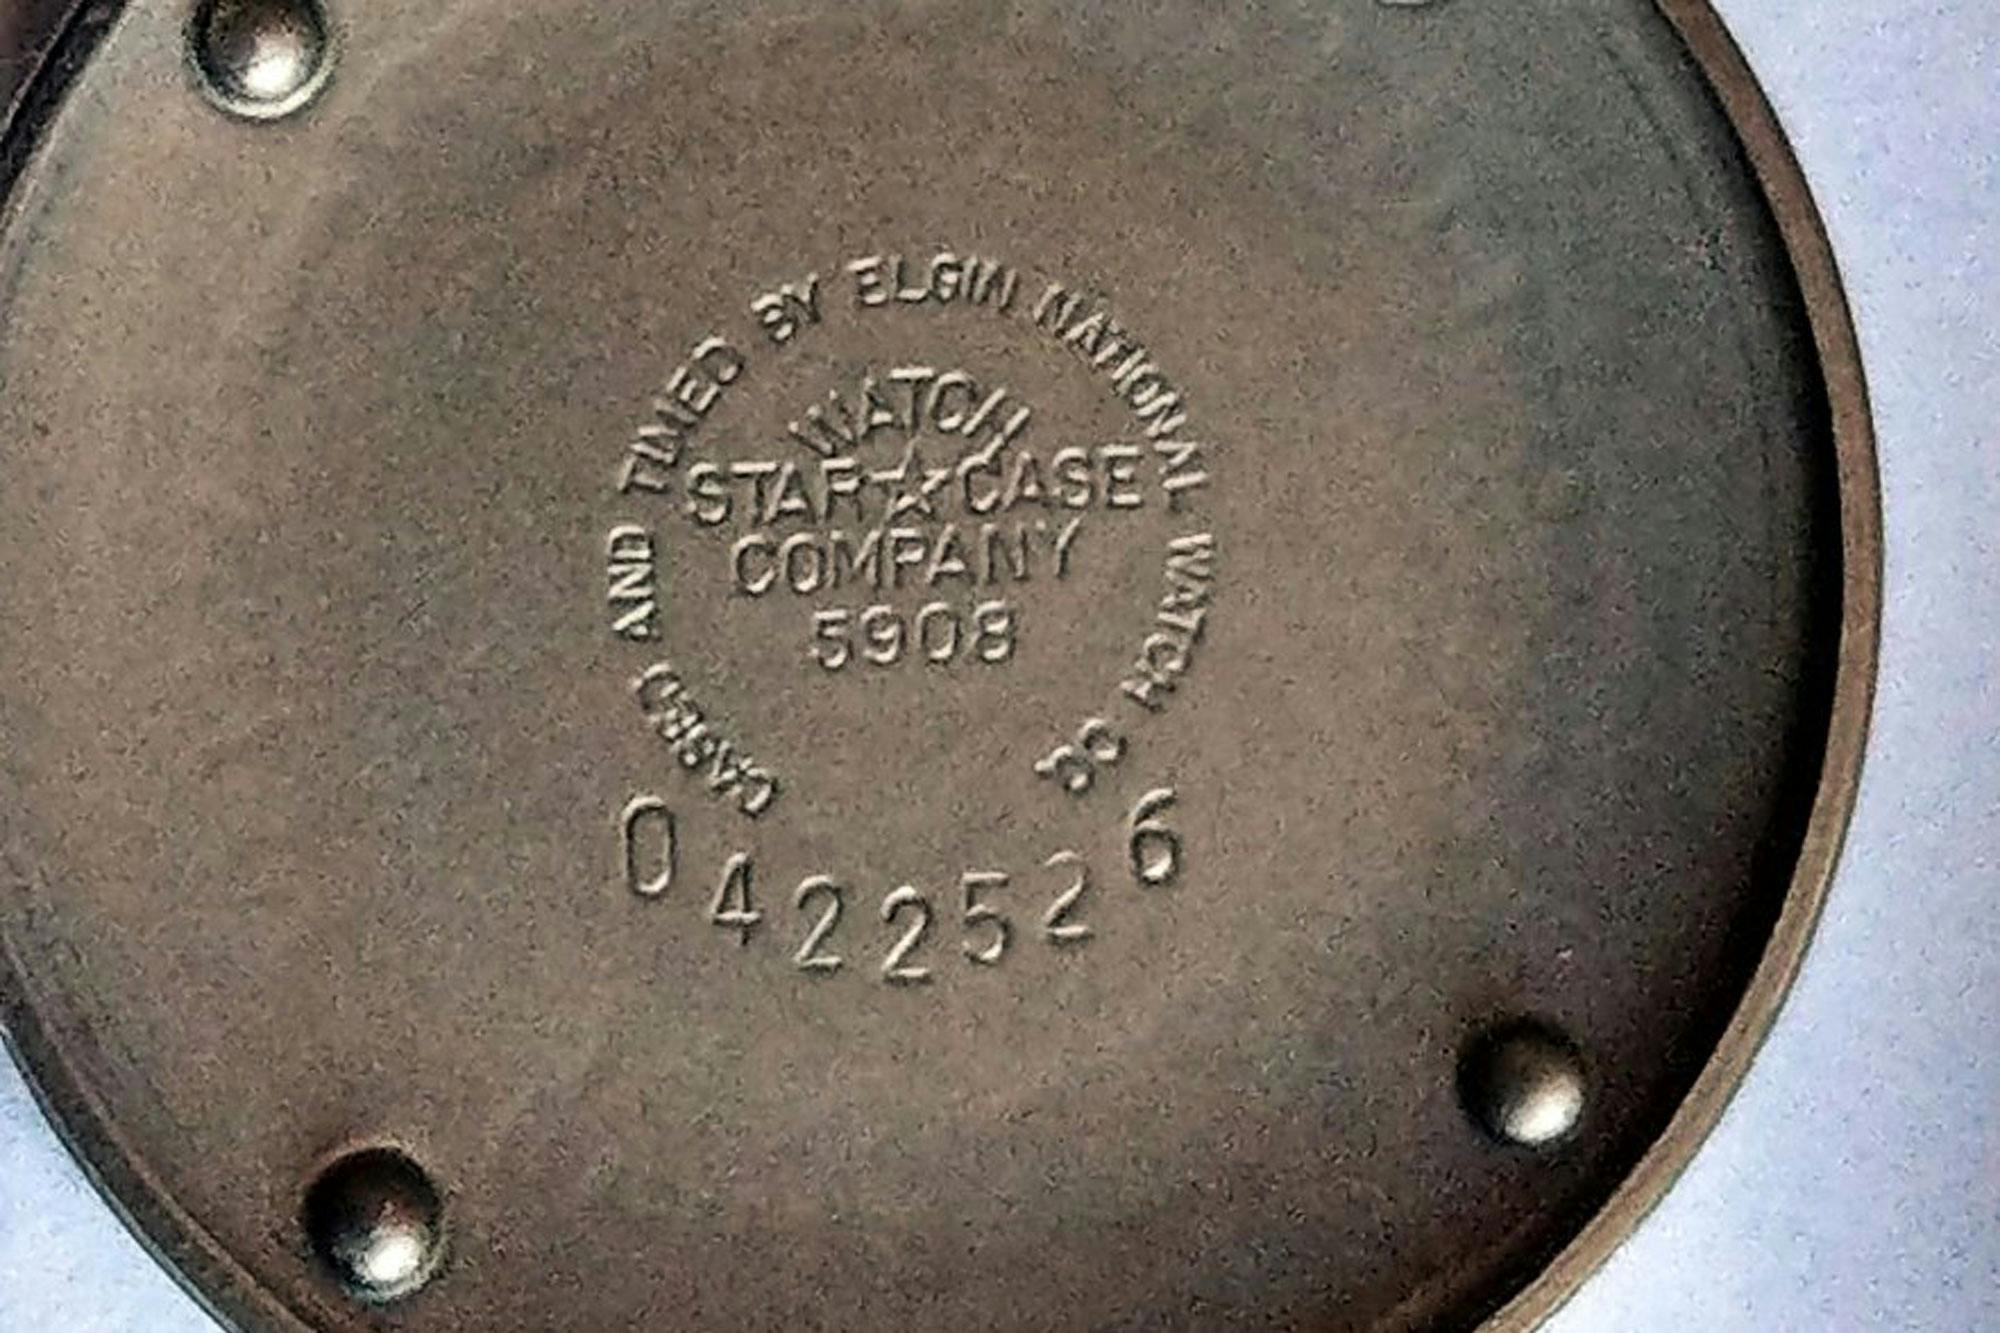 CASED AND TIMED BY ELGIN NATIONAL WATCH CO
WATCH
STAR☆CASE
COMPANY
5908
0422526